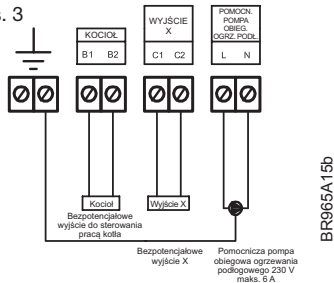 . 3
KOCIOŁ
B1 B2
WYJŚCIE
X
C1 C2
POMOCN.
POMPA
OBIEG.
OGRZ. PODŁ.
L N
Kocioł
Bezpotencjałowe
wyjście do sterowania
pracą kotła
Wyjście X
Bezpotencjałowe
wyjście X
Pomocnicza pompa
obiegowa ogrzewania
podłogowego 230 V
maks. 6 A
BR965A15b